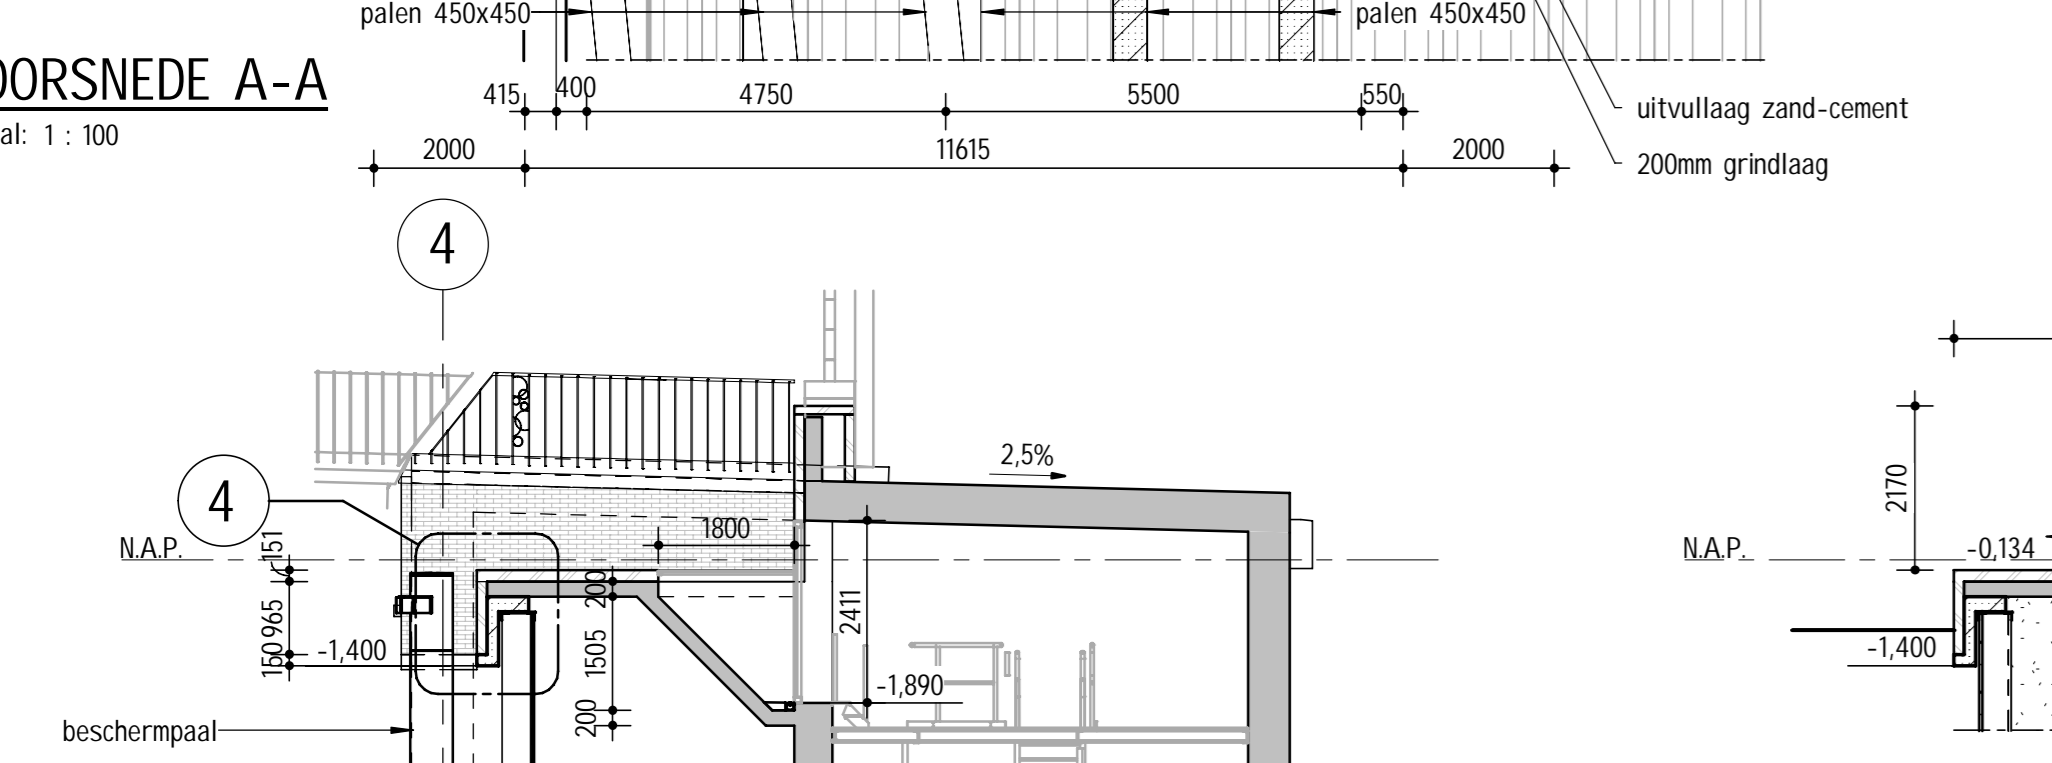 palen 450x450
palen 450x450
OORSNEDE A-A
al: 1 : 100
415
400
4750
5500
550
2000
11615
2000
uitvullaag zand-cement
200mm grindlaag
4
4
2,5%
N.A.P.
151
965
150
-1,400
1800
200
1505
200
2411
-1,890
beschermpaal
2170
N.A.P.
-0,134
-1,400